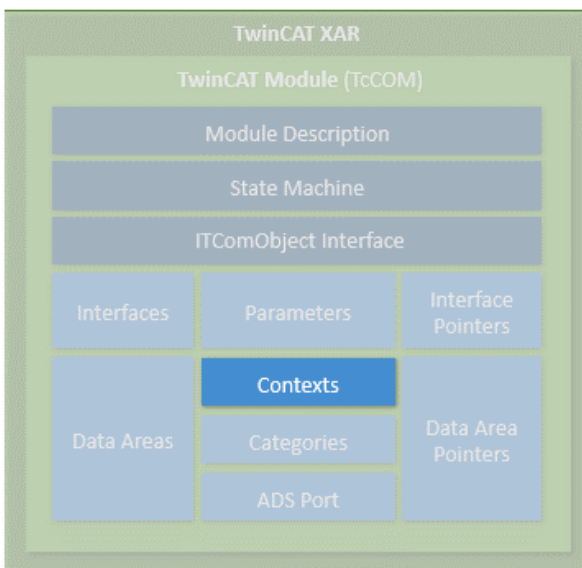 TwinCAT XAR
TwinCAT Module (TcCOM)
Module Description
State Machine
ITComObject Interface
Interfaces
Parameters
Interface
Pointers
Data Areas
Contexts
Categories
ADS Port
Data Area
Pointers